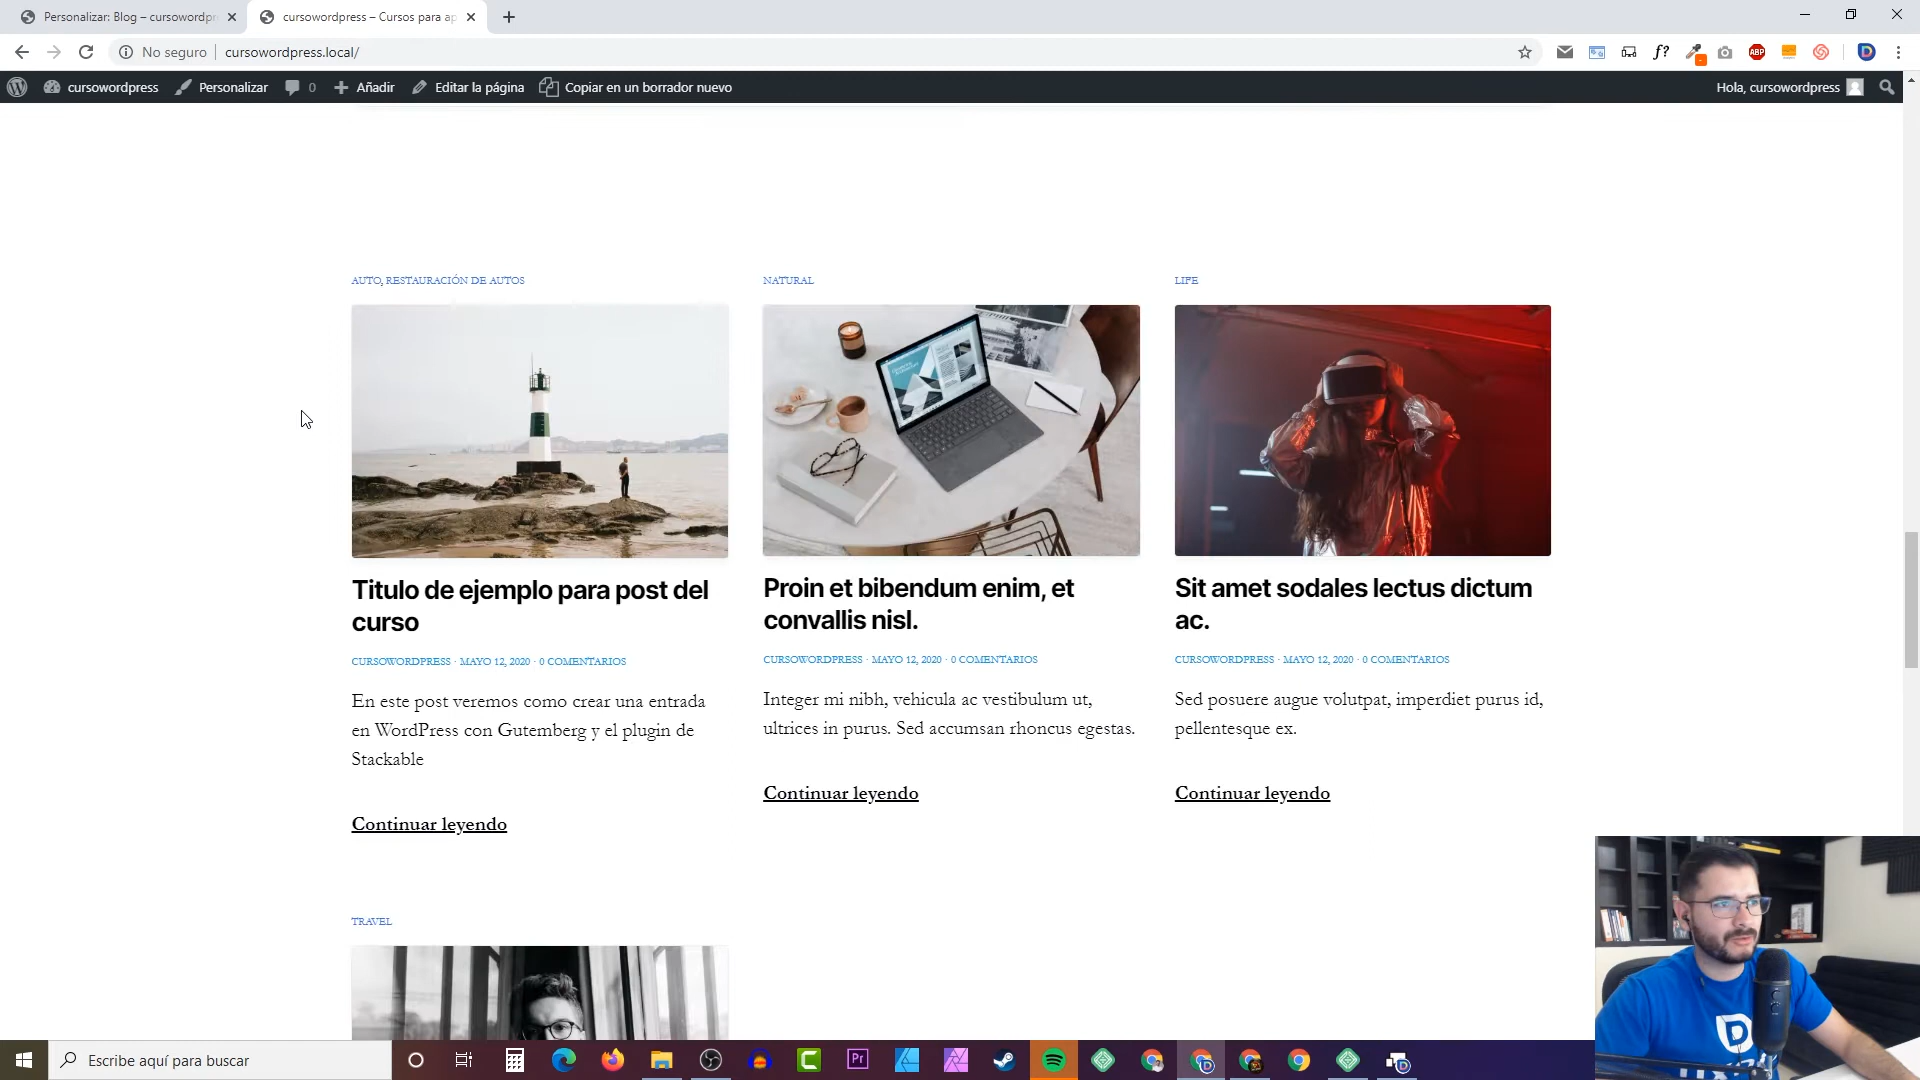 Personalizar: Blog – cursowordpr
cursowordpress – Cursos para ap
No seguro
cursowordpress.local/
cursowordpress
Personalizar
0
Añadir
Editar la página
Copiar en un borrador nuevo
Hola, cursowordpress
AUTO, RESTAURACIÓN DE AUTOS
Titulo de ejemplo para post del
curso
CURSOWORDPRESS · MAYO 12, 2020 · 0 COMENTARIOS
En este post veremos como crear una entrada
en WordPress con Gutemberg y el plugin de
Stackable
Continuar leyendo
NATURAL
Proin et bibendum enim, et
convallis nisl.
CURSOWORDPRESS · MAYO 12, 2020 · 0 COMENTARIOS
Integer mi nibh, vehicula ac vestibulum ut,
ultrices in purus. Sed accumsan rhoncus egestas.
Continuar leyendo
LIFE
Sit amet sodales lectus dictum
ac.
CURSOWORDPRESS · MAYO 12, 2020 · 0 COMENTARIOS
Sed posuere augue volutpat, imperdiet purus id,
pellentesque ex.
Continuar leyendo
TRAVEL
Escribe aquí para buscar